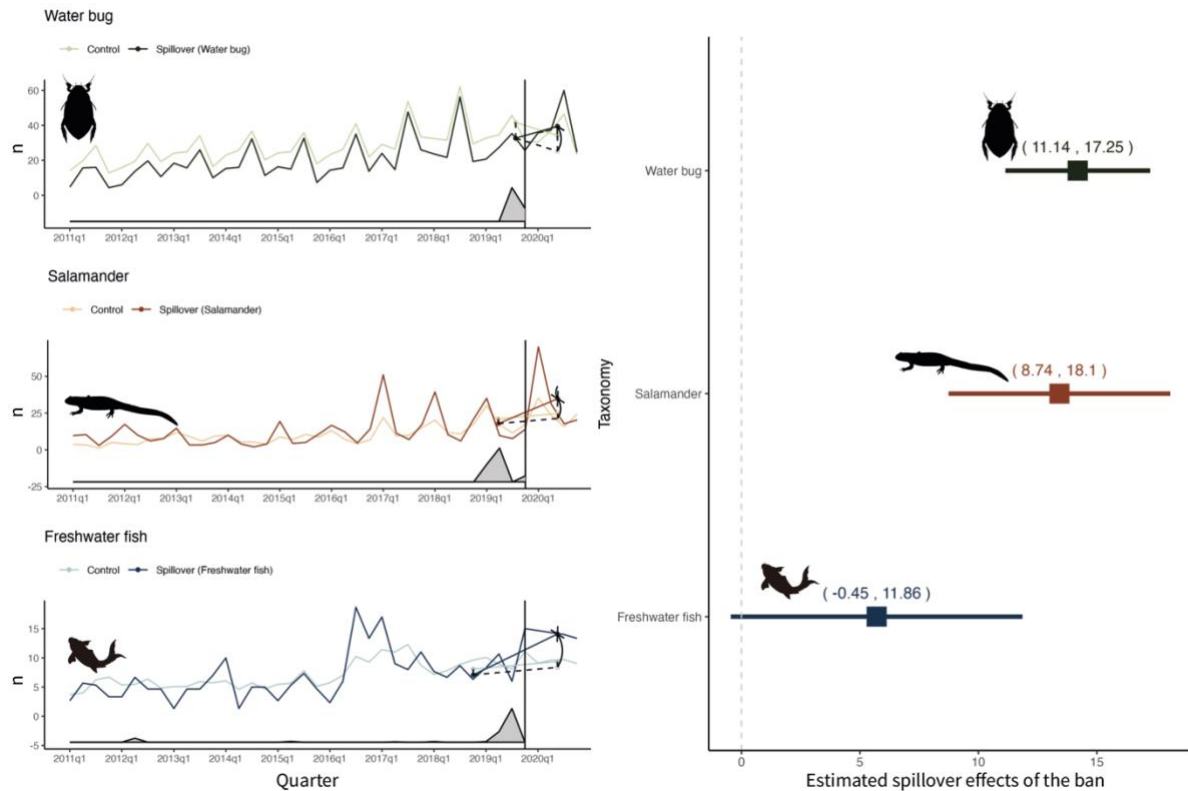 Water bug
Control Spillover (Water bug)
n
60
40
20
0
2011q1 2012q1 2013q1 2014q1 2015q1 2016q1 2017q1 2018q1 2019q1 2020q1
Salamander
Control Spillover (Salamander)
n
50
25
0
-25
2011q1 2012q1 2013q1 2014q1 2015q1 2016q1 2017q1 2018q1 2019q1 2020q1
Freshwater fish
Control Spillover (Freshwater fish)
n
15
10
5
0
-5
2011q1 2012q1 2013q1 2014q1 2015q1 2016q1 2017q1 2018q1 2019q1 2020q1
Quarter
Taxonomy
Water bug
( 11.14 , 17.25 )
Salamander
( 8.74 , 18.1 )
Freshwater fish
( -0.45 , 11.86 )
0 5 10 15
Estimated spillover effects of the ban